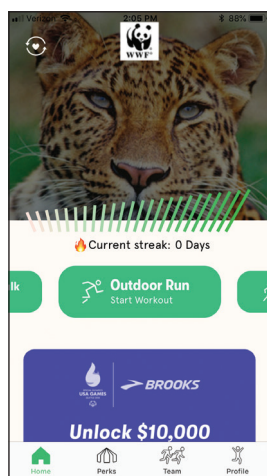 Verizon 2:05 PM 88%
WWF
Current streak: 0 Days
lk
Outdoor Run
Start Workout
USA GAMES
BROOKS
Unlock $10,000
Home Perks Team Profile